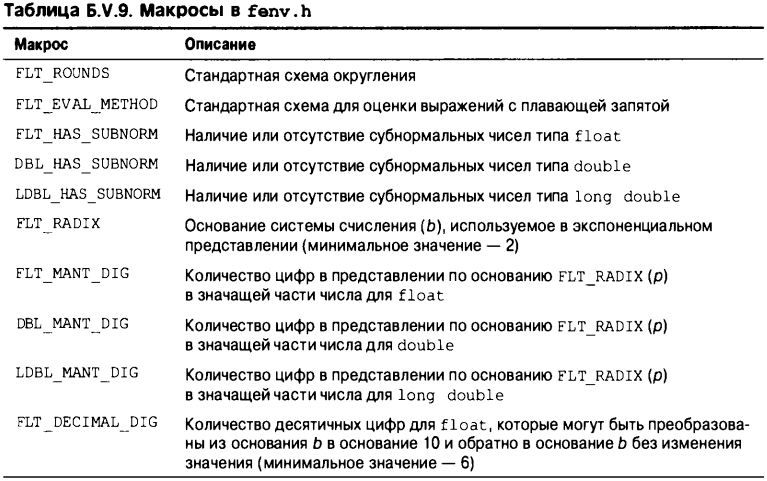 Таблица Б.V.9. Макросы в fenv.h
Макрос Описание
FLT_ROUNDS Стандартная схема округления
FLT_EVAL_METHOD Стандартная схема для оценки выражений с плавающей запятой
FLT_HAS_SUBNORM Наличие или отсутствие субнормальных чисел типа float
DBL_HAS_SUBNORM Наличие или отсутствие субнормальных чисел типа double
LDBL_HAS_SUBNORM Наличие или отсутствие субнормальных чисел типа long double
FLT_RADIX Основание системы счисления (b), используемое в экспоненциальном
представлении (минимальное значение — 2)
FLT_MANT_DIG Количество цифр в представлении по основанию FLT_RADIX (p)
в значащей части числа для float
DBL_MANT_DIG Количество цифр в представлении по основанию FLT_RADIX (p)
в значащей части числа для double
LDBL_MANT_DIG Количество цифр в представлении по основанию FLT_RADIX (p)
в значащей части числа для long double
FLT_DECIMAL_DIG Количество десятичных цифр для float, которые могут быть преобразова-
ны из основания b в основание 10 и обратно в основание b без изменения
значения (минимальное значение — 6)